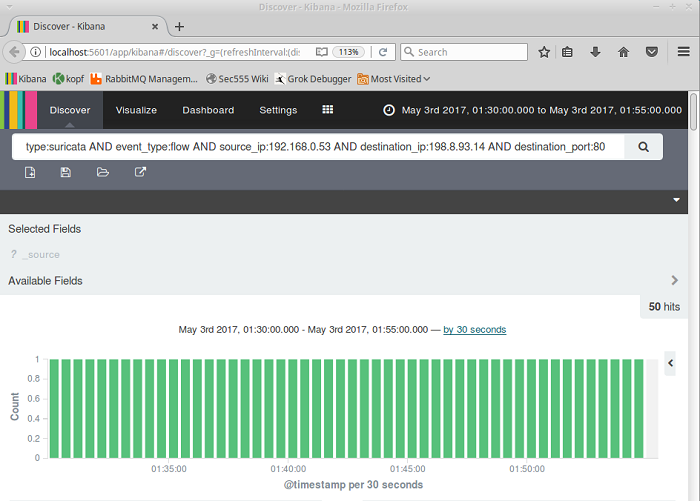 Discover - Kibana - Mozilla Firefox
Discover - Kibana
localhost:5601/app/kibana#/discover?_g=(refreshInterval:(di: 113% Search
Kibana kopf RabbitMQ Managem... Sec555 Wiki Grok Debugger Most Visited
Discover Visualize Dashboard Settings May 3rd 2017, 01:30:00.000 to May 3rd 2017, 01:55:00.000
type:suricata AND event_type:flow AND source_ip:192.168.0.53 AND destination_ip:198.8.93.14 AND destination_port:80
Selected Fields
? _source
Available Fields
50 hits
May 3rd 2017, 01:30:00.000 - May 3rd 2017, 01:55:00.000 — by 30 seconds
Count
1
0.8
0.6
0.4
0.2
0
01:35:00 01:40:00 01:45:00 01:50:00
@timestamp per 30 seconds